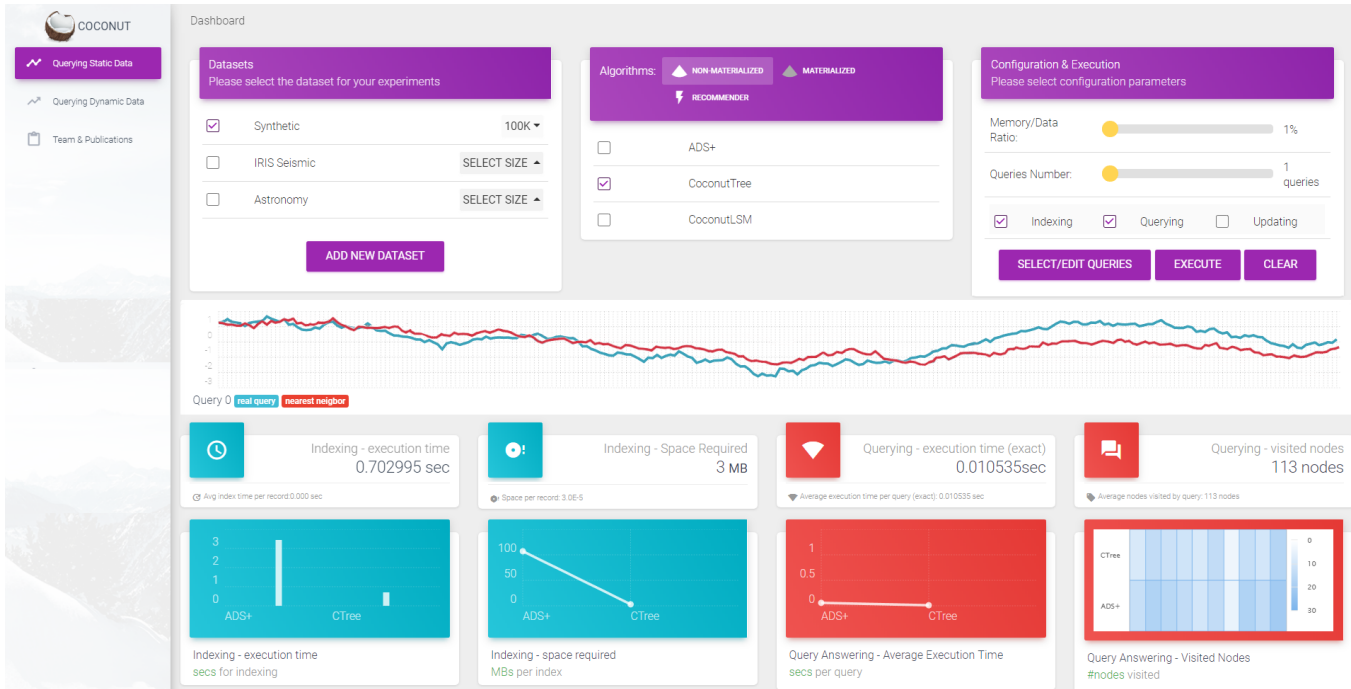 COCONUT
Querying Static Data
Querying Dynamic Data
Team & Publications
Dashboard
Datasets
Please select the dataset for your experiments
Synthetic 100K
IRIS Seismic SELECT SIZE
Astronomy SELECT SIZE
ADD NEW DATASET
Algorithms: NON-MATERIALIZED MATERIALIZED
RECOMMENDER
ADS+
CoconutTree
CoconutLSM
Configuration & Execution
Please select configuration parameters
Memory/Data
Ratio:
1%
Queries Number:
1
queries
Indexing Querying Updating
SELECT/EDIT QUERIES EXECUTE CLEAR
1
0
-1
-2
-3
Query 0 real query nearest neigbor
Indexing - execution time
0.702995 sec
Avg index time per record:0.000 sec
Indexing - Space Required
3 MB
Space per record: 3.0E-5
Querying - execution time (exact)
0.010535sec
Average execution time per query (exact): 0.010535 sec
Querying - visited nodes
113 nodes
Average nodes visited by query: 113 nodes
3
2
1
0
ADS+ CTree
Indexing - execution time
secs for indexing
100
50
0
ADS+ CTree
Indexing - space required
MBs per index
1
0.5
0
ADS+ CTree
Query Answering - Average Execution Time
secs per query
CTree
ADS+
0
10
20
30
Query Answering - Visited Nodes
#nodes visited